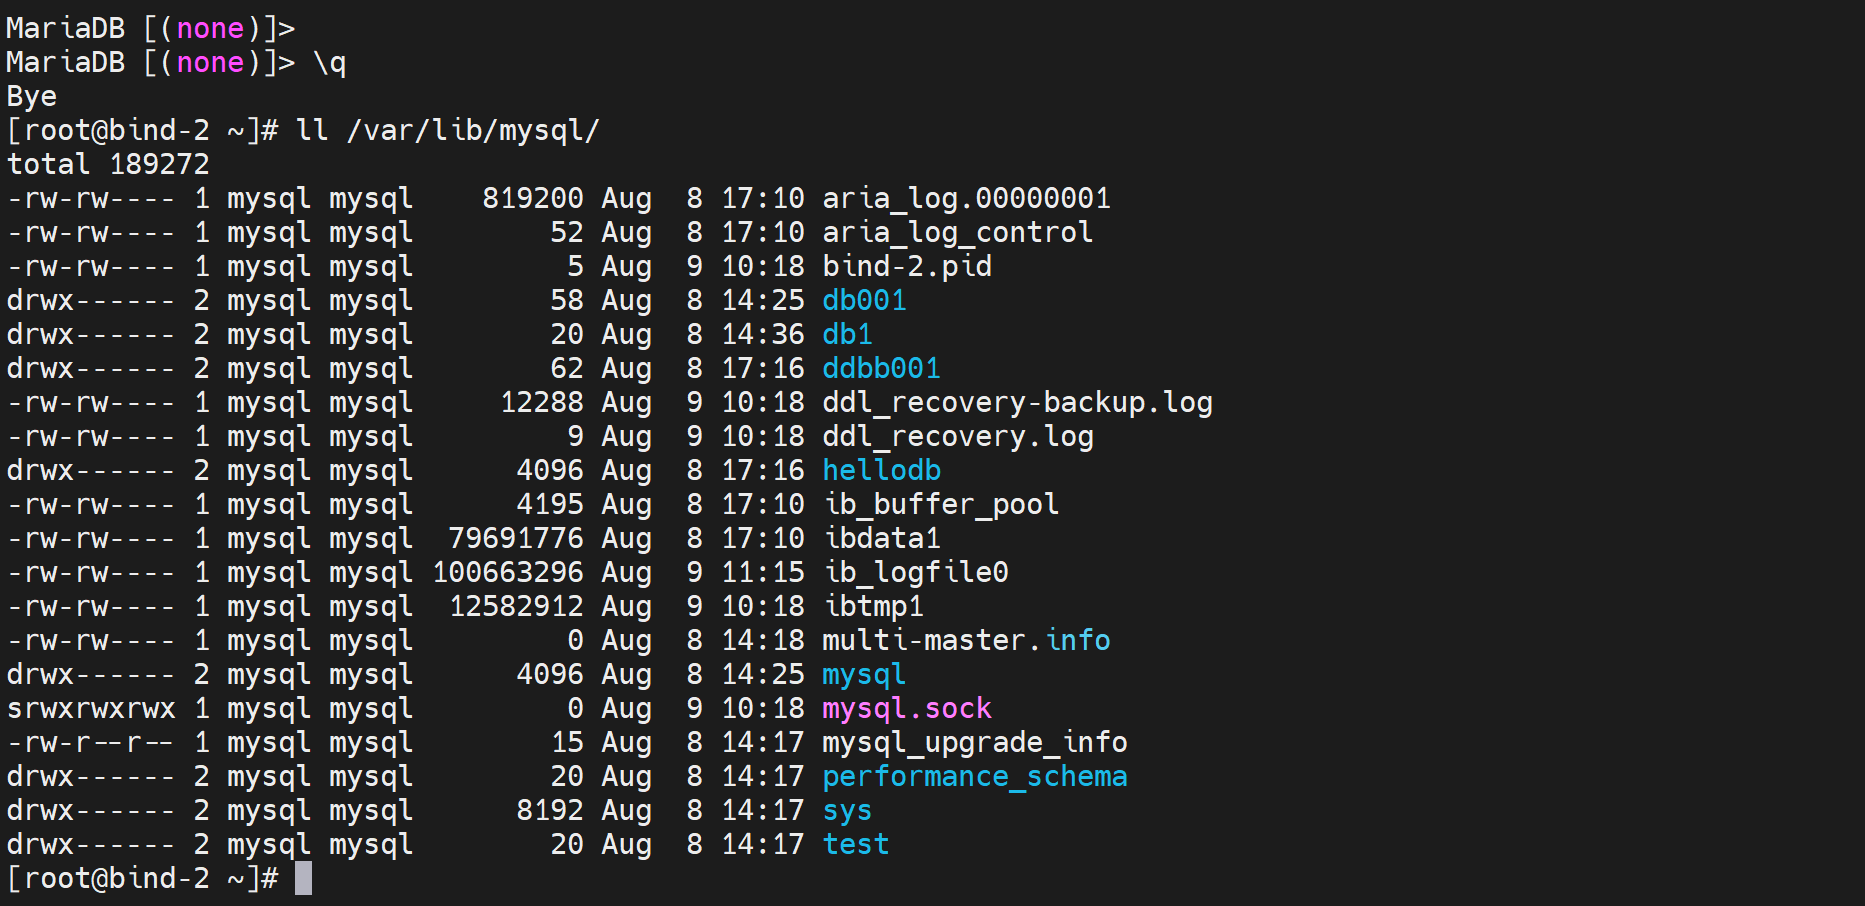 MariaDB [(none)]>
MariaDB [(none)]> \q
Bye
[root@bind-2 ~]# ll /var/lib/mysql/
total 189272
-rw-rw---- 1 mysql mysql    819200 Aug  8 17:10 aria_log.00000001
-rw-rw---- 1 mysql mysql        52 Aug  8 17:10 aria_log_control
-rw-rw---- 1 mysql mysql         5 Aug  9 10:18 bind-2.pid
drwx------ 2 mysql mysql        58 Aug  8 14:25 db001
drwx------ 2 mysql mysql        20 Aug  8 14:36 db1
drwx------ 2 mysql mysql        62 Aug  8 17:16 ddbb001
-rw-rw---- 1 mysql mysql     12288 Aug  9 10:18 ddl_recovery-backup.log
-rw-rw---- 1 mysql mysql         9 Aug  9 10:18 ddl_recovery.log
drwx------ 2 mysql mysql      4096 Aug  8 17:16 hellodb
-rw-rw---- 1 mysql mysql      4195 Aug  8 17:10 ib_buffer_pool
-rw-rw---- 1 mysql mysql  79691776 Aug  8 17:10 ibdata1
-rw-rw---- 1 mysql mysql 100663296 Aug  9 11:15 ib_logfile0
-rw-rw---- 1 mysql mysql  12582912 Aug  9 10:18 ibtmp1
-rw-rw---- 1 mysql mysql         0 Aug  8 14:18 multi-master.info
drwx------ 2 mysql mysql      4096 Aug  8 14:25 mysql
srwxrwxrwx 1 mysql mysql         0 Aug  9 10:18 mysql.sock
-rw-r--r-- 1 mysql mysql        15 Aug  8 14:17 mysql_upgrade_info
drwx------ 2 mysql mysql        20 Aug  8 14:17 performance_schema
drwx------ 2 mysql mysql      8192 Aug  8 14:17 sys
drwx------ 2 mysql mysql        20 Aug  8 14:17 test
[root@bind-2 ~]#